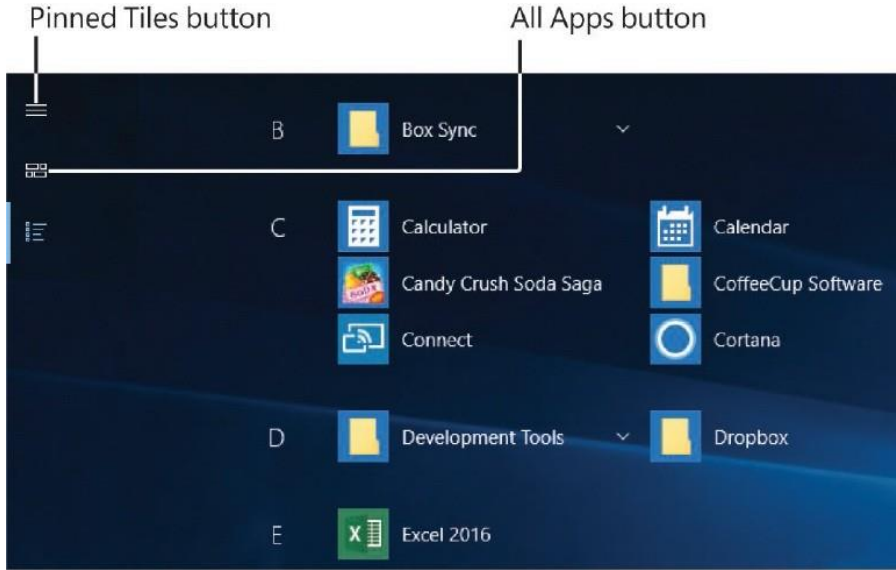 Pinned Tiles button
All Apps button
B
Box Sync
C
Calculator
Calendar
Candy Crush Soda Saga
CoffeeCup Software
Connect
Cortana
D
Development Tools
Dropbox
E
Excel 2016